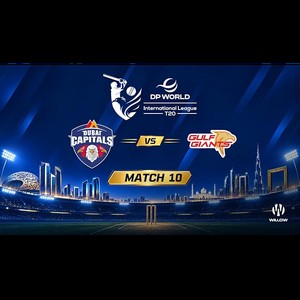 DP WORLD
International League
T20
DUBAI
CAPITALS
VS
GULF
GIANTS
MATCH 10
WILLOW